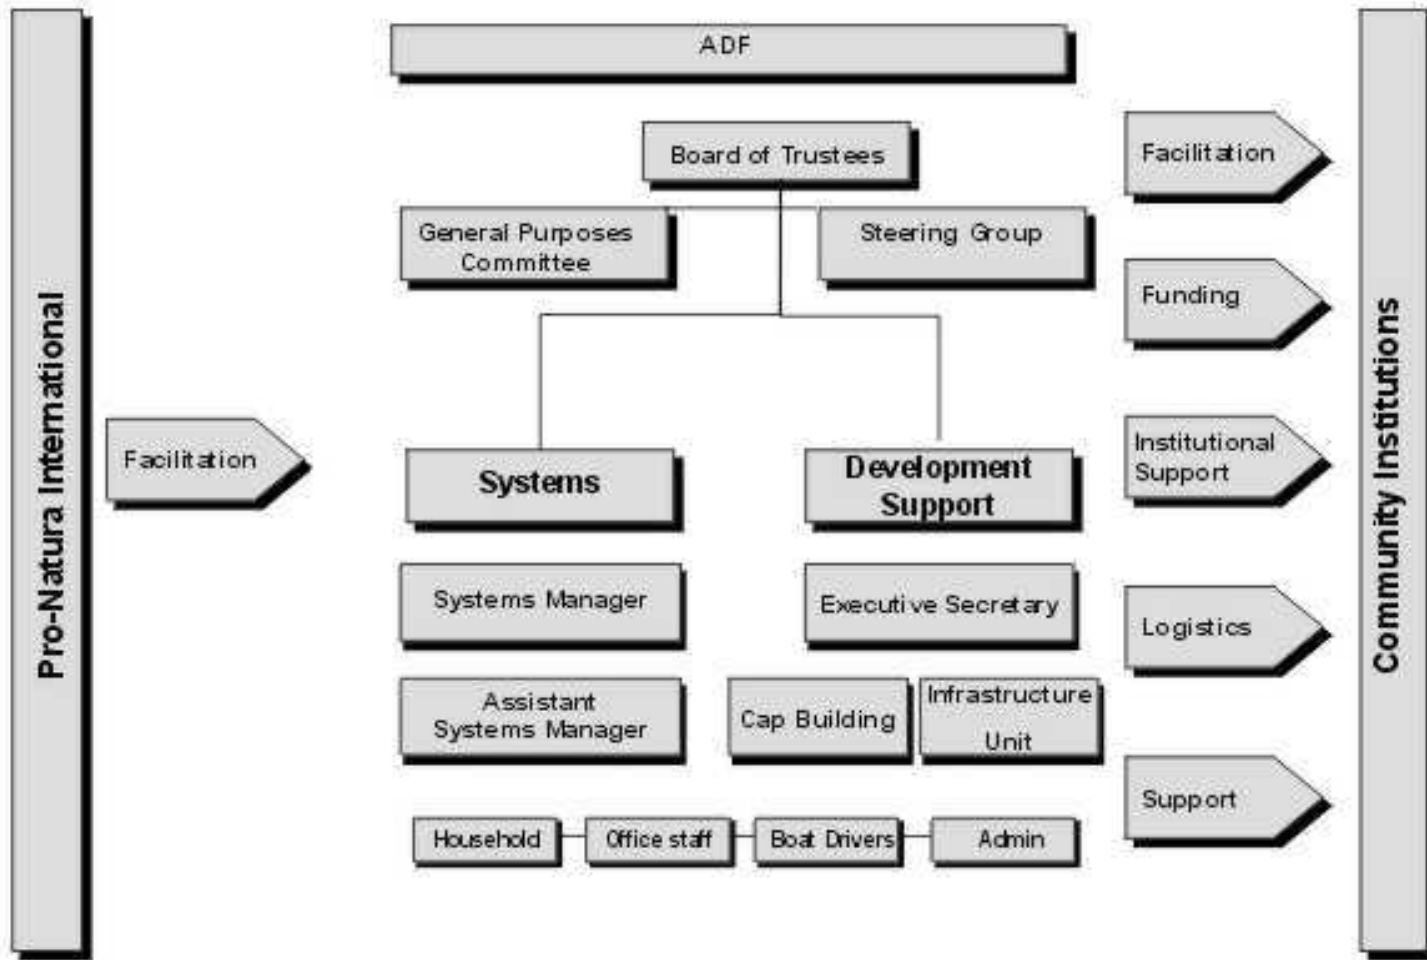 ADF
Board of Trustees
General Purposes
Committee
Steering Group
Pro-Natura International
Facilitation
Systems
Development
Support
Systems Manager
Executive Secretary
Assistant
Systems Manager
Cap Building
Infrastructure
Unit
Household
Office staff
Boat Drivers
Admin
Facilitation
Funding
Institutional
Support
Logistics
Support
Community Institutions